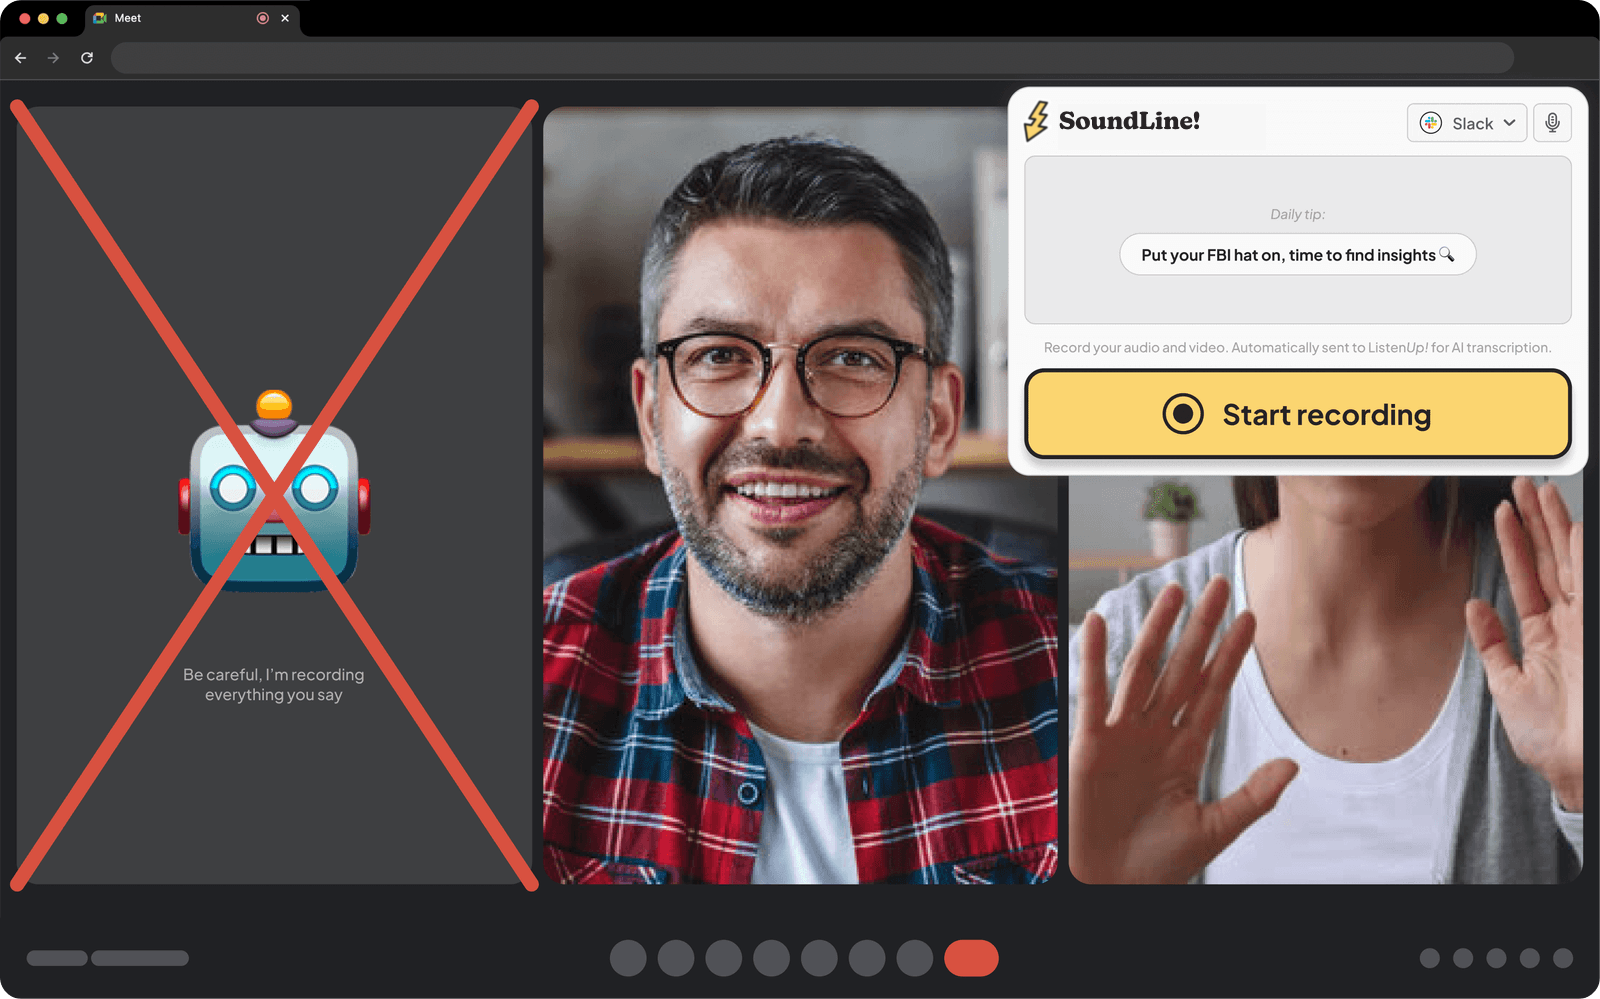 Meet
SoundLine!
Slack
Daily tip:
Put your FBI hat on, time to find insights
Record your audio and video. Automatically sent to ListenUp! for AI transcription.
Start recording
Be careful, I'm recording
everything you say